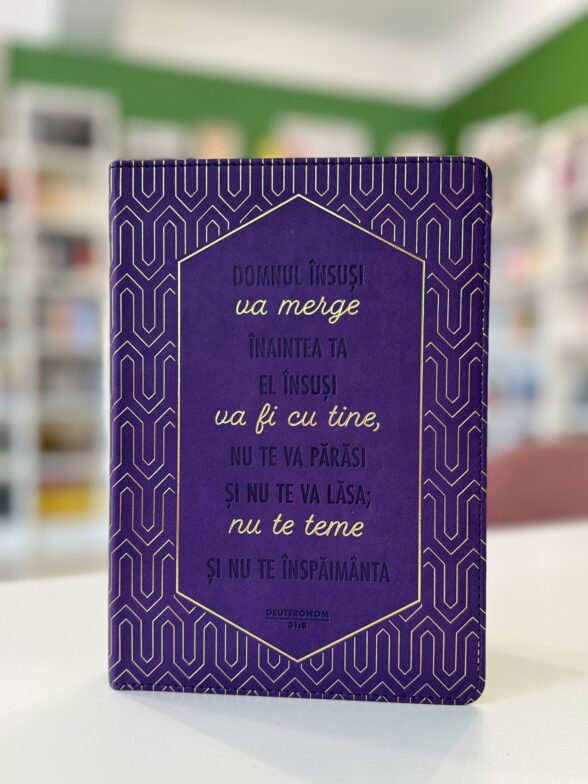 DOMNUL ÎNSUȘI
va merge
ÎNAINTEA TA
EL ÎNSUȘI
va fi cu tine,
NU TE VA PĂRĂSI
ȘI NU TE VA LĂSA;
nu te teme
ȘI NU TE ÎNSPĂIMÂNTA
DEUTERONOM
31:8